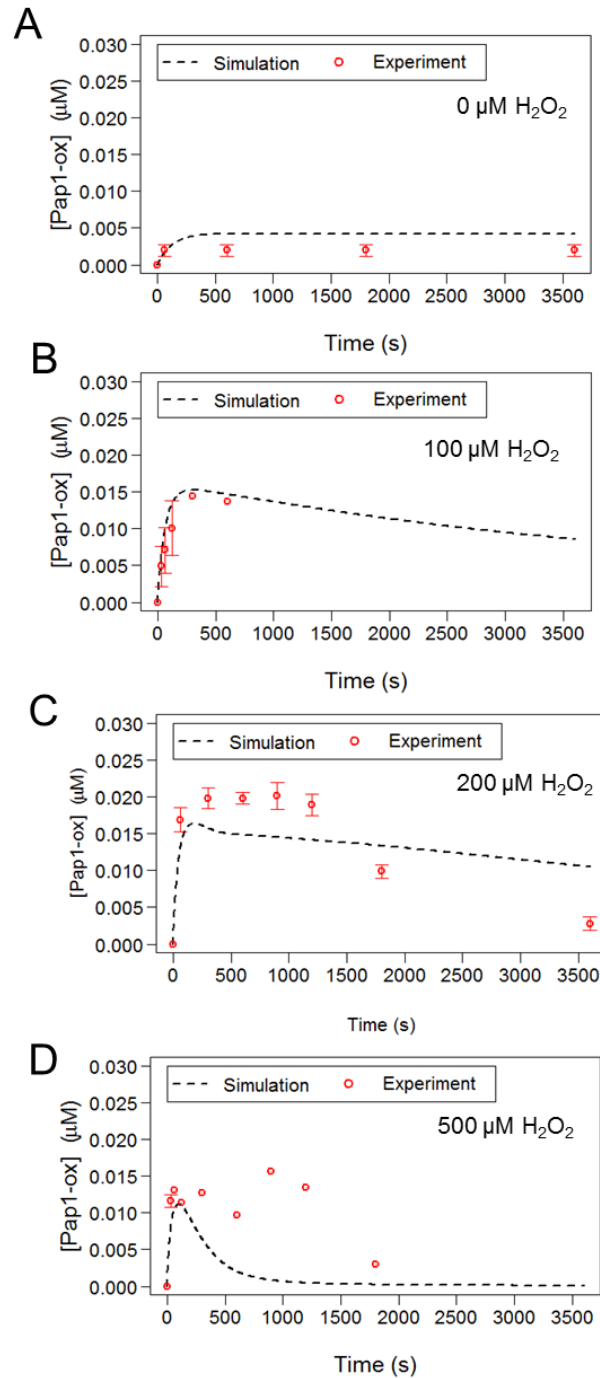 A
[Pap1-ox] (µM)
0.030
0.025
0.020
0.015
0.010
0.005
0.000
Simulation Experiment
0 µM H₂O₂
0 500 1000 1500 2000 2500 3000 3500
Time (s)
B
[Pap1-ox] (µM)
0.030
0.025
0.020
0.015
0.010
0.005
0.000
Simulation Experiment
100 µM H₂O₂
0 500 1000 1500 2000 2500 3000 3500
Time (s)
C
[Pap1-ox] (µM)
0.030
0.025
0.020
0.015
0.010
0.005
0.000
Simulation Experiment
200 µM H₂O₂
0 500 1000 1500 2000 2500 3000 3500
Time (s)
D
[Pap1-ox] (µM)
0.030
0.025
0.020
0.015
0.010
0.005
0.000
Simulation Experiment
500 µM H₂O₂
0 500 1000 1500 2000 2500 3000 3500
Time (s)